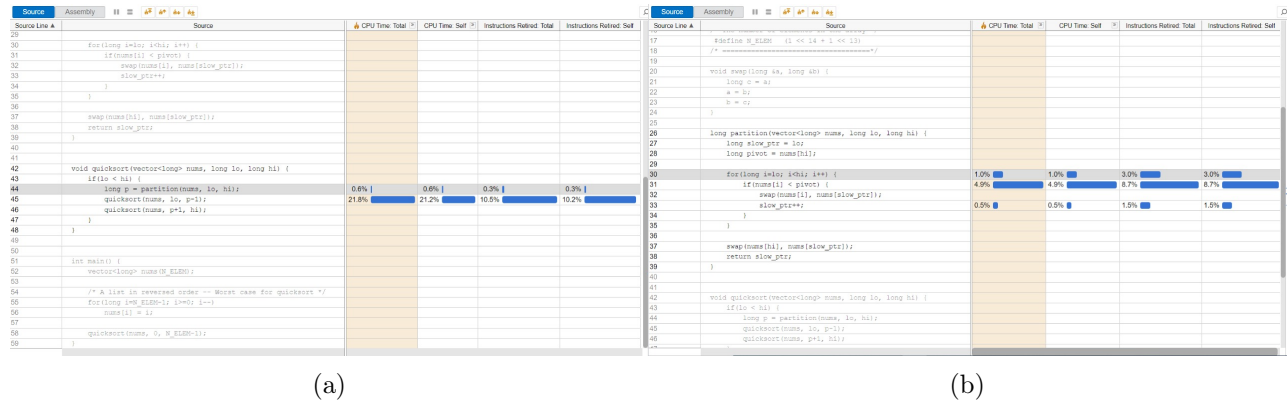 Source Assembly
Source Line ▲ Source CPU Time: Total CPU Time: Self Instructions Retired: Total Instructions Retired: Self
29
30 for(long i=lo; i<hi; i++) {
31 if(nums[i] < pivot) {
32 swap(nums[i], nums[slow_ptr]);
33 slow_ptr++;
34 }
35 }
36
37 swap(nums[hi], nums[slow_ptr]);
38 return slow_ptr;
39 }
40
41
42 void quicksort(vector<long> nums, long lo, long hi) {
43 if(lo < hi) {
44 long p = partition(nums, lo, hi); 0.6% 0.6% 0.3% 0.3%
45 quicksort(nums, lo, p-1); 21.8% 21.2% 10.5% 10.2%
46 quicksort(nums, p+1, hi);
47 }
48 }
49
50
51 int main() {
52 vector<long> nums(N_ELEM);
53
54 /* A list in reversed order -- Worst case for quicksort */
55 for(long i=N_ELEM-1; i>=0; i--)
56 nums[i] = i;
57
58 quicksort(nums, 0, N_ELEM-1);
59 }
(a)
Source Assembly
Source Line ▲ Source CPU Time: Total CPU Time: Self Instructions Retired: Total Instructions Retired: Self
17 #define N_ELEM (1 << 14 + 1 << 13)
18 /* ===================================*/
19
20 void swap(long &a, long &b) {
21 long c = a;
22 a = b;
23 b = c;
24 }
25
26 long partition(vector<long> nums, long lo, long hi) {
27 long slow_ptr = lo;
28 long pivot = nums[hi];
29
30 for(long i=lo; i<hi; i++) { 1.0% 1.0% 3.0% 3.0%
31 if(nums[i] < pivot) { 4.9% 4.9% 8.7% 8.7%
32 swap(nums[i], nums[slow_ptr]);
33 slow_ptr++; 0.5% 0.5% 1.5% 1.5%
34 }
35 }
36
37 swap(nums[hi], nums[slow_ptr]);
38 return slow_ptr;
39 }
40
41
42 void quicksort(vector<long> nums, long lo, long hi) {
43 if(lo < hi) {
44 long p = partition(nums, lo, hi);
45 quicksort(nums, lo, p-1);
46 quicksort(nums, p+1, hi);
(b)